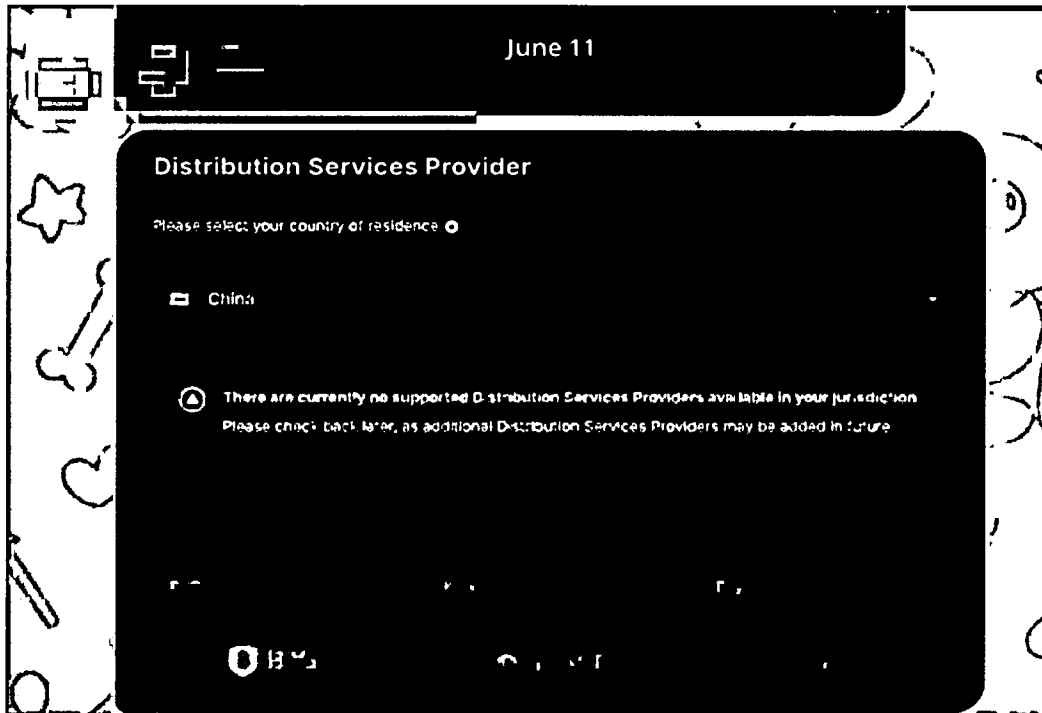 June 11
Distribution Services Provider
Please select your country of residence
China
There are currently no supported Distribution Services Providers available in your jurisdiction
Please check back later, as additional Distribution Services Providers may be added in future